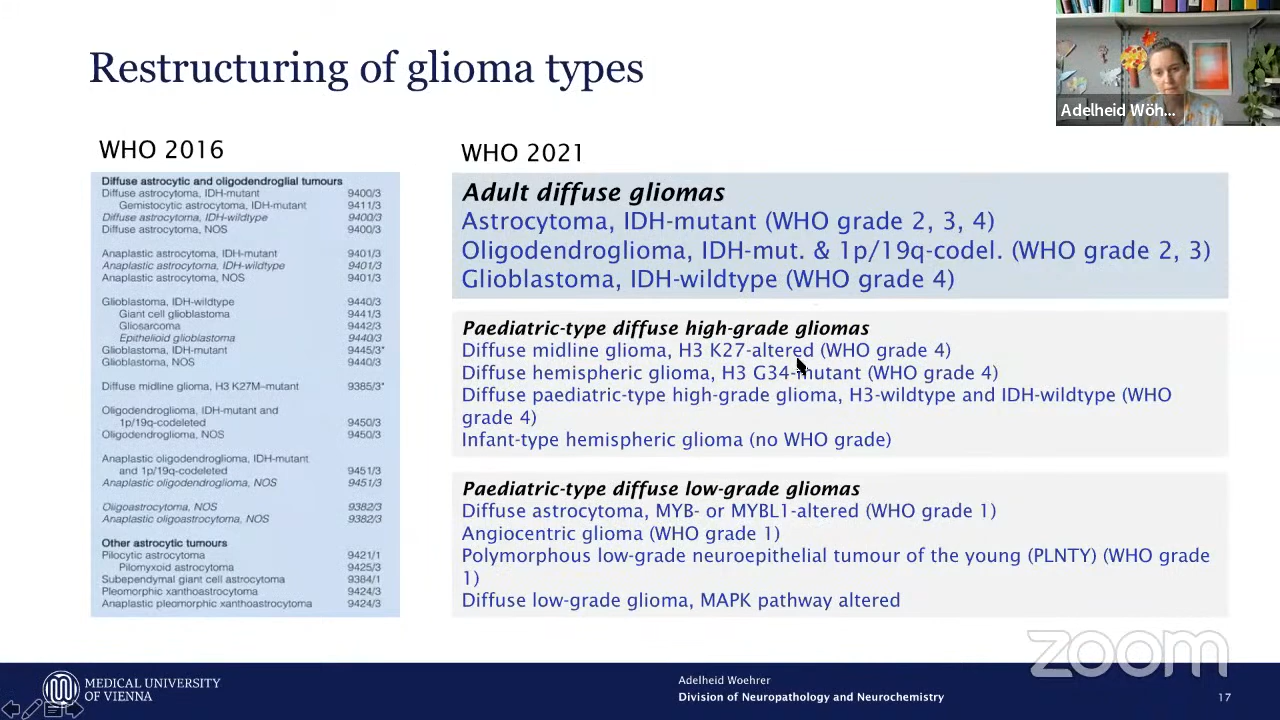 Restructuring of glioma types
Adelheid Wöh...
WHO 2016
Diffuse astrocytic and oligodendroglial tumours
Diffuse astrocytoma, IDH-mutant 9400/3
Gemistocytic astrocytoma, IDH-mutant 9411/3
Diffuse astrocytoma, IDH-wildtype 9400/3
Diffuse astrocytoma, NOS 9400/3
Anaplastic astrocytoma, IDH-mutant 9401/3
Anaplastic astrocytoma, IDH-wildtype 9401/3
Anaplastic astrocytoma, NOS 9401/3
Glioblastoma, IDH-wildtype 9440/3
Giant cell glioblastoma 9441/3
Gliosarcoma 9442/3
Epithelioid glioblastoma 9440/3
Glioblastoma, IDH-mutant 9445/3*
Glioblastoma, NOS 9440/3
Diffuse midline glioma, H3 K27M–mutant 9385/3*
Oligodendroglioma, IDH-mutant and
1p/19q-codeleted 9450/3
Oligodendroglioma, NOS 9450/3
Anaplastic oligodendroglioma, IDH-mutant
and 1p/19q-codeleted 9451/3
Anaplastic oligodendroglioma, NOS 9451/3
Oligoastrocytoma, NOS 9382/3
Anaplastic oligoastrocytoma, NOS 9382/3
Other astrocytic tumours
Pilocytic astrocytoma 9421/1
Pilomyxoid astrocytoma 9425/3
Subependymal giant cell astrocytoma 9384/1
Pleomorphic xanthoastrocytoma 9424/3
Anaplastic pleomorphic xanthoastrocytoma 9424/3
WHO 2021
Adult diffuse gliomas
Astrocytoma, IDH-mutant (WHO grade 2, 3, 4)
Oligodendroglioma, IDH-mut. & 1p/19q-codel. (WHO grade 2, 3)
Glioblastoma, IDH-wildtype (WHO grade 4)
Paediatric-type diffuse high-grade gliomas
Diffuse midline glioma, H3 K27-altered (WHO grade 4)
Diffuse hemispheric glioma, H3 G34-mutant (WHO grade 4)
Diffuse paediatric-type high-grade glioma, H3-wildtype and IDH-wildtype (WHO
grade 4)
Infant-type hemispheric glioma (no WHO grade)
Paediatric-type diffuse low-grade gliomas
Diffuse astrocytoma, MYB- or MYBL1-altered (WHO grade 1)
Angiocentric glioma (WHO grade 1)
Polymorphous low-grade neuroepithelial tumour of the young (PLNTY) (WHO grade
1)
Diffuse low-grade glioma, MAPK pathway altered
zoom
MEDICAL UNIVERSITY
OF VIENNA
Adelheid Woehrer
Division of Neuropathology and Neurochemistry
17